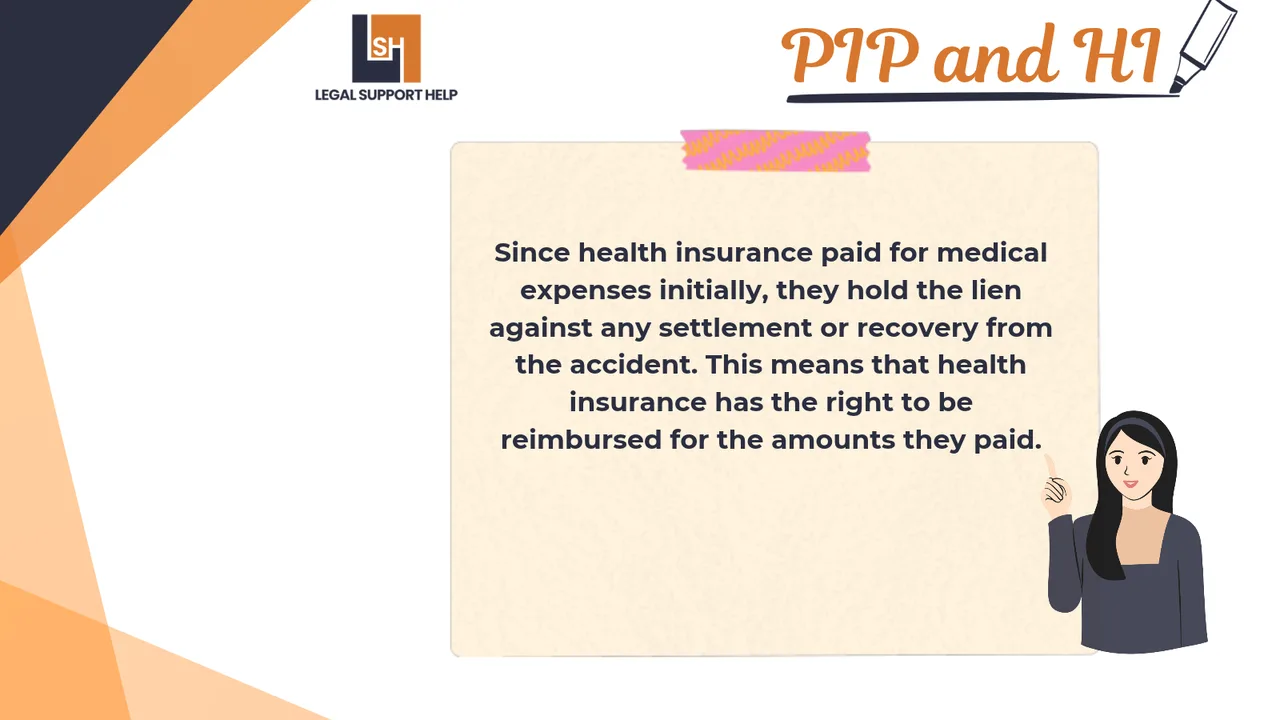 LSH
LEGAL SUPPORT HELP
PIP and HI
Since health insurance paid for medical
expenses initially, they hold the lien
against any settlement or recovery from
the accident. This means that health
insurance has the right to be
reimbursed for the amounts they paid.